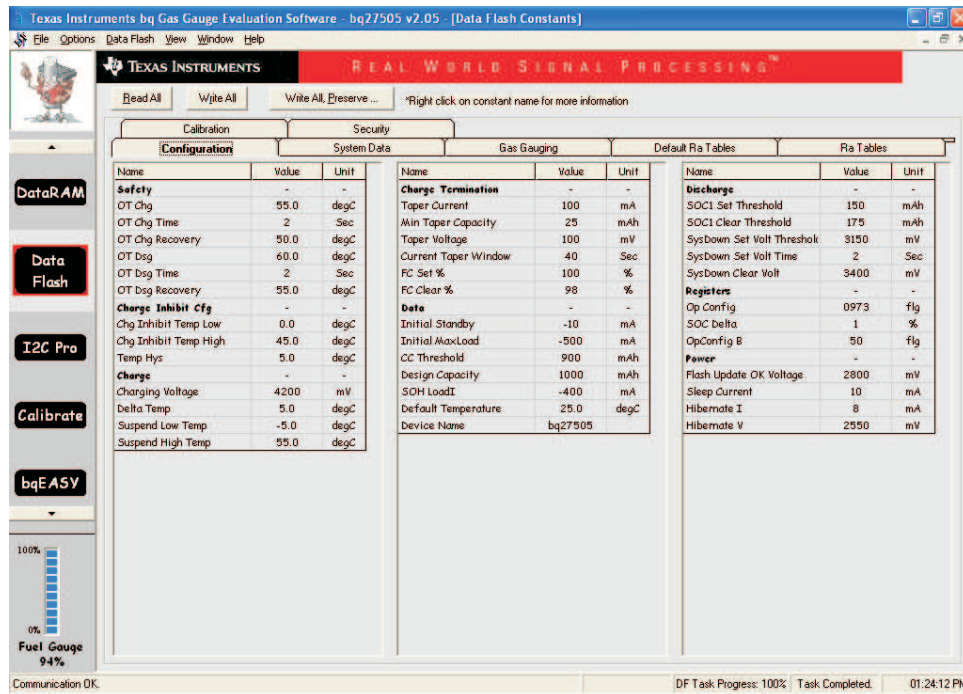 Texas Instruments bq Gas Gauge Evaluation Software - bq27505 v2.05 - [Data Flash Constants]
File Options Data Flash View Window Help
TEXAS INSTRUMENTS REAL WORLD SIGNAL PROCESSING™
Read All Write All Write All, Preserve ... *Right click on constant name for more information
Calibration Security
Configuration System Data Gas Gauging Default Ra Tables Ra Tables
DataRAM
Data
Flash
I2C Pro
Calibrate
bqEASY
100%
0%
Fuel Gauge
94%
Name Value Unit
Safety - -
OT Chg 55.0 degC
OT Chg Time 2 Sec
OT Chg Recovery 50.0 degC
OT Dsg 60.0 degC
OT Dsg Time 2 Sec
OT Dsg Recovery 55.0 degC
Charge Inhibit Cfg - -
Chg Inhibit Temp Low 0.0 degC
Chg Inhibit Temp High 45.0 degC
Temp Hys 5.0 degC
Charge - -
Charging Voltage 4200 mV
Delta Temp 5.0 degC
Suspend Low Temp -5.0 degC
Suspend High Temp 55.0 degC
Name Value Unit
Charge Termination - -
Taper Current 100 mA
Min Taper Capacity 25 mAh
Taper Voltage 100 mV
Current Taper Window 40 Sec
FC Set % 100 %
FC Clear % 98 %
Data - -
Initial Standby -10 mA
Initial MaxLoad -500 mA
CC Threshold 900 mAh
Design Capacity 1000 mAh
SOH LoadI -400 mA
Default Temperature 25.0 degC
Device Name bq27505
Name Value Unit
Discharge - -
SOC1 Set Threshold 150 mAh
SOC1 Clear Threshold 175 mAh
SysDown Set Volt Threshol 3150 mV
SysDown Set Volt Time 2 Sec
SysDown Clear Volt 3400 mV
Registers - -
Op Config 0973 flg
SOC Delta 1 %
OpConfig B 50 flg
Power - -
Flash Update OK Voltage 2800 mV
Sleep Current 10 mA
Hibernate I 8 mA
Hibernate V 2550 mV
Communication OK. DF Task Progress: 100% Task Completed. 01:24:12 PM